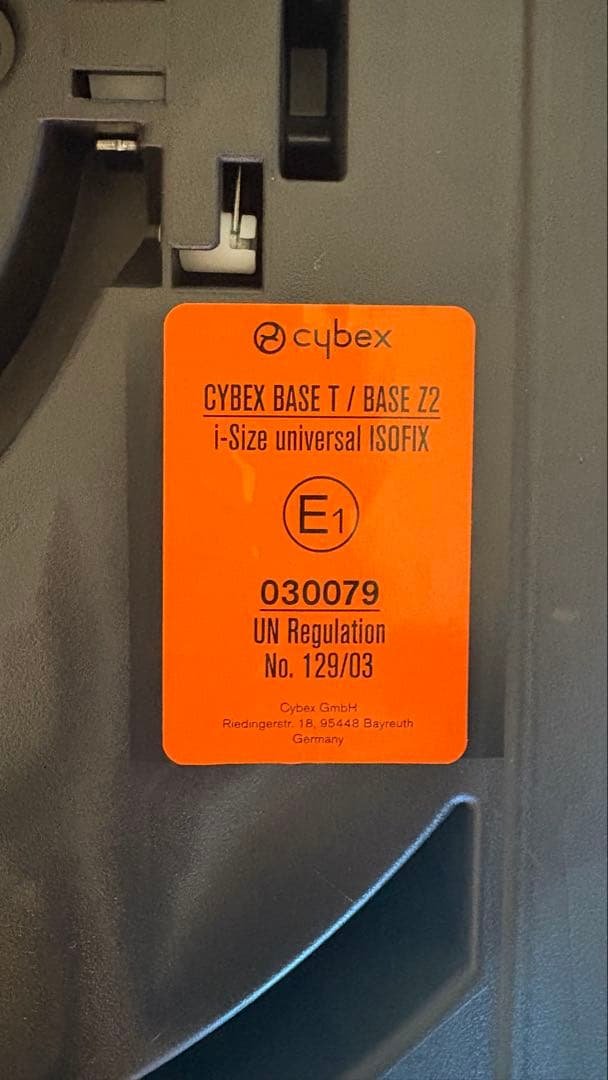 cybex
CYBEX BASE T / BASE Z2
i-Size universal ISOFIX
E1
030079
UN Regulation
No. 129/03
Cybex GmbH
Riedingerstr. 18, 95448 Bayreuth
Germany